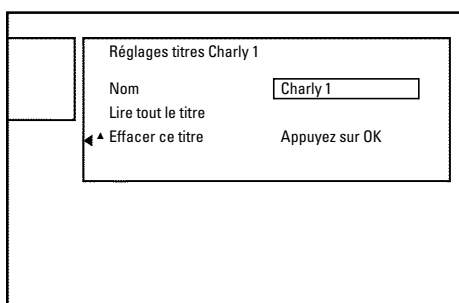 Réglages titres Charly 1
Nom Charly 1
Lire tout le titre
Effacer ce titre Appuyez sur OK